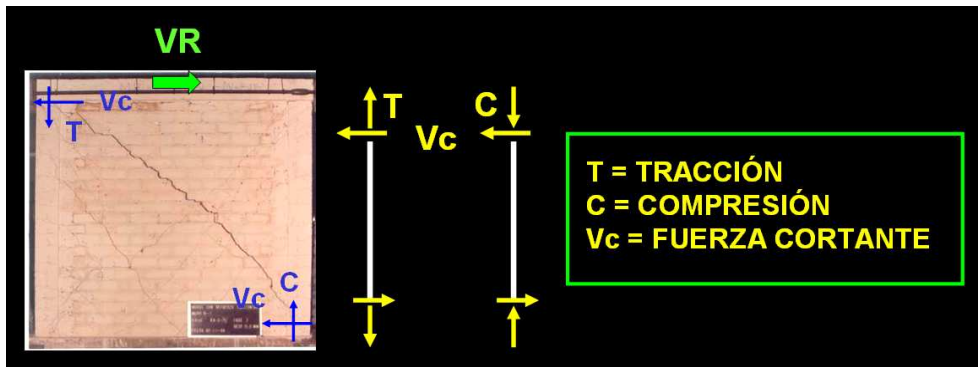 VR
Vc
T
C
Vc
T
Vc
C
T = TRACCIÓN
C = COMPRESIÓN
Vc = FUERZA CORTANTE